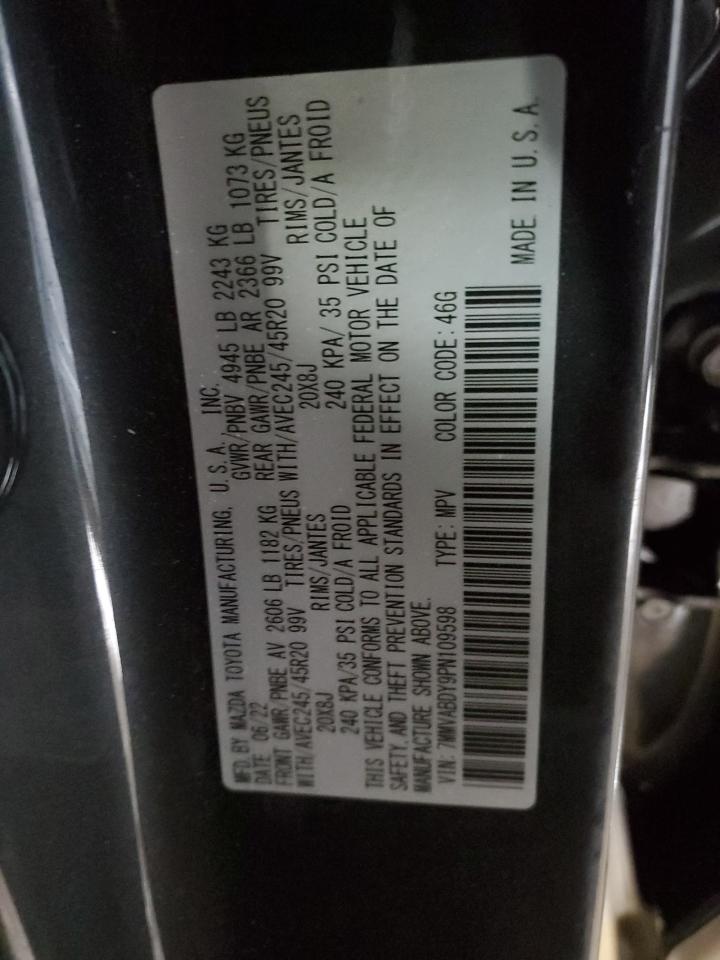 MFD. BY MAZDA TOYOTA MANUFACTURING, U. S. A. INC.
DATE 06/22 GVWR/PNBV 4945 LB 2243 KG
FRONT GAWR/PNBE AV 2606 LB 1182 KG REAR GAWR/PNBE AR 2366 LB 1073 KG
WITH/AVEC245/45R20 99V TIRES/PNEUS WITH/AVEC245/45R20 99V TIRES/PNEUS
20X8J RIMS/JANTES 20X8J RIMS/JANTES
240 KPA/35 PSI COLD/A FROID 240 KPA/ 35 PSI COLD/A FROID
THIS VEHICLE CONFORMS TO ALL APPLICABLE FEDERAL MOTOR VEHICLE
SAFETY AND THEFT PREVENTION STANDARDS IN EFFECT ON THE DATE OF
MANUFACTURE SHOWN ABOVE.
VIN: 7MMVABDY9PN109598 TYPE: MPV COLOR CODE: 46G
MADE IN U. S. A.